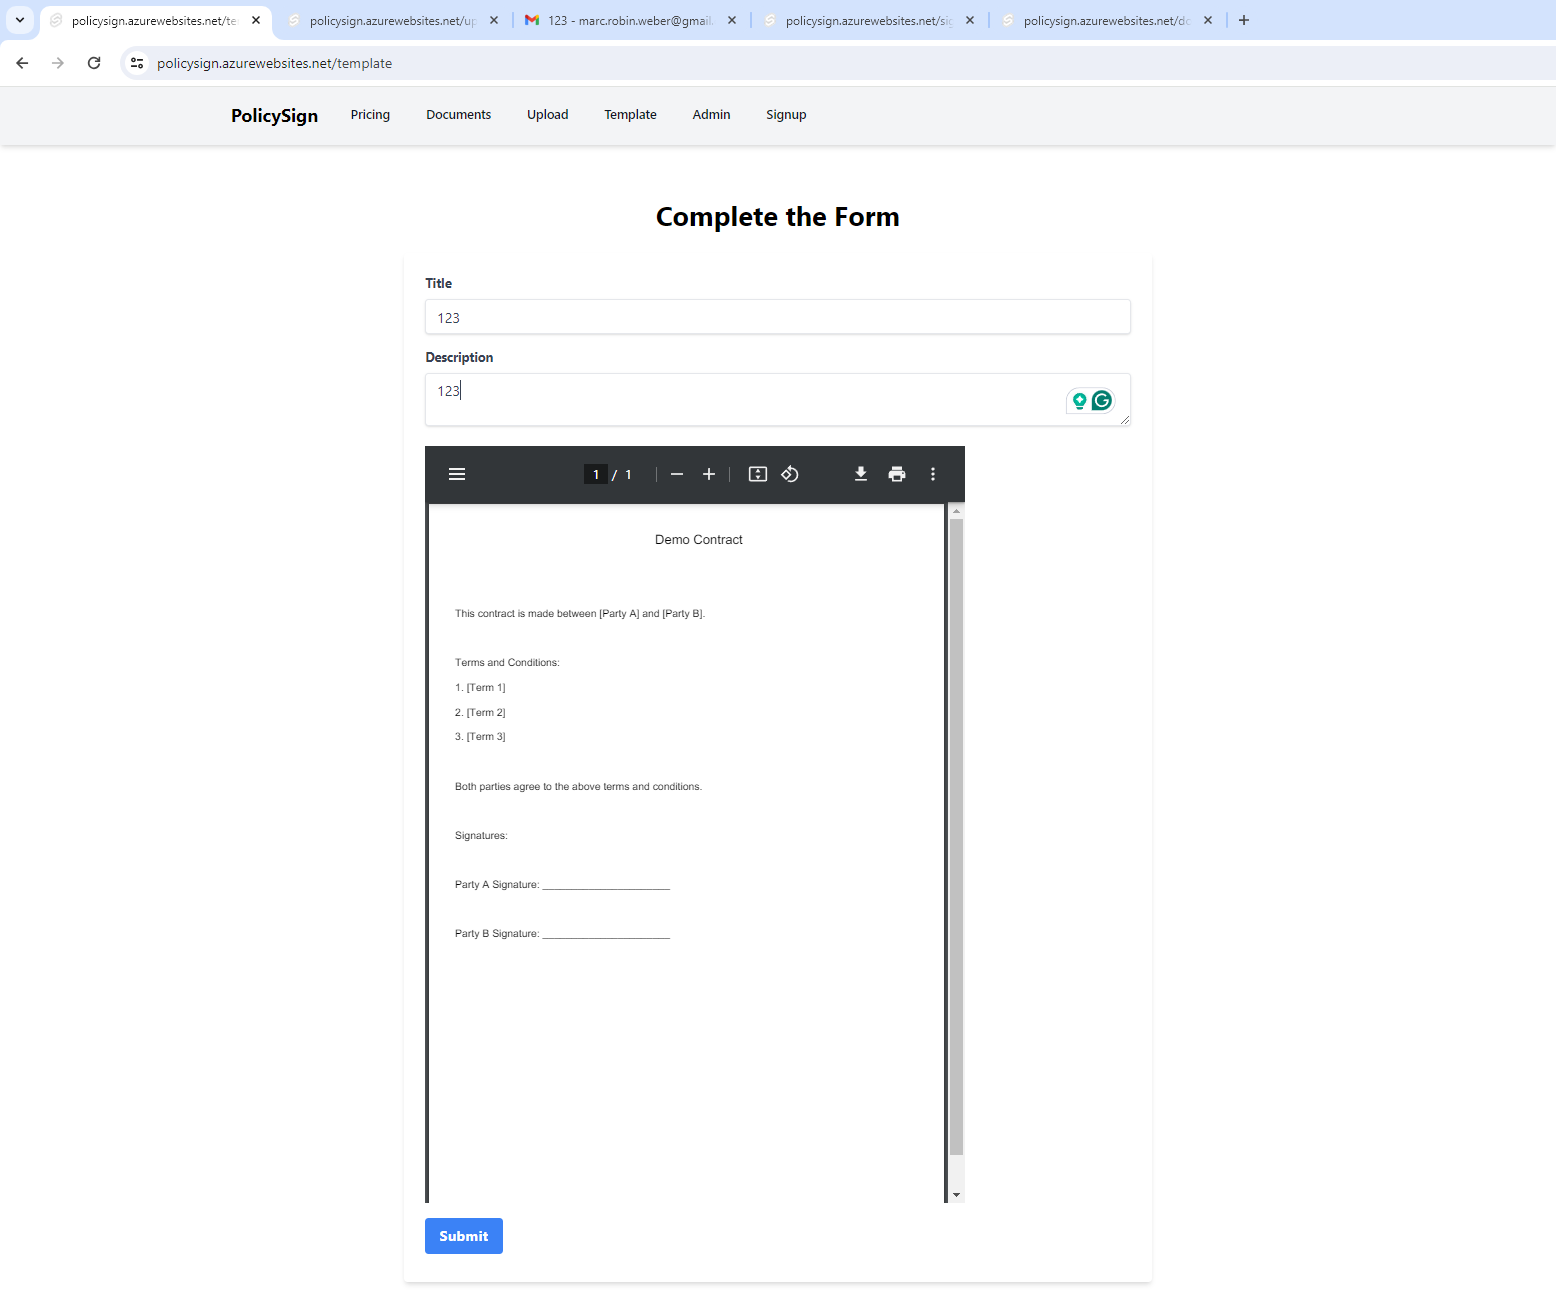 policysign.azurewebsites.net/te
policysign.azurewebsites.net/up
123 - marc.robin.weber@gmail.
policysign.azurewebsites.net/sig
policysign.azurewebsites.net/do
policysign.azurewebsites.net/template
PolicySign
Pricing
Documents
Upload
Template
Admin
Signup
Complete the Form
Title
123
Description
123
1 / 1
Demo Contract
This contract is made between [Party A] and [Party B].
Terms and Conditions:
1. [Term 1]
2. [Term 2]
3. [Term 3]
Both parties agree to the above terms and conditions.
Signatures:
Party A Signature: ______________________
Party B Signature: ______________________
Submit